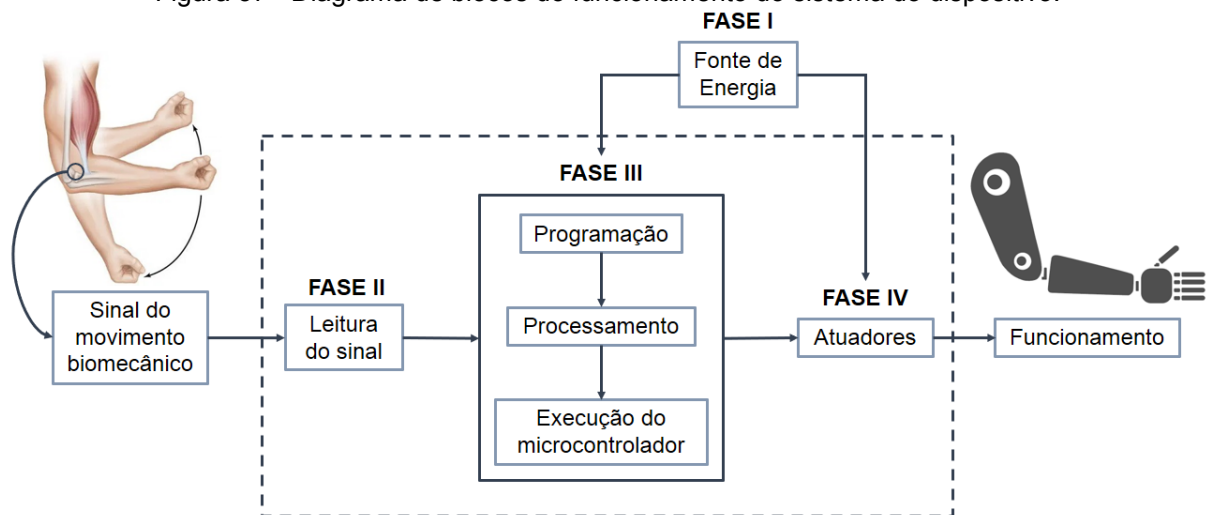 FASE I
Fonte de
Energia
FASE III
Programação
FASE II
FASE IV
Sinal do
movimento
biomecânico
Leitura
do sinal
Processamento
Atuadores
Funcionamento
Execução do
microcontrolador